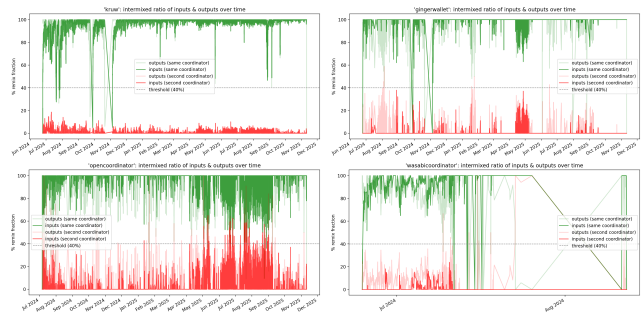 'kruw': intermixed ratio of inputs & outputs over time
% remix fraction
100
80
60
40
20
0
outputs (same coordinator)
inputs (same coordinator)
outputs (second coordinator)
inputs (second coordinator)
threshold (40%)
Jun 2024
Jul 2024
Aug 2024
Sep 2024
Oct 2024
Nov 2024
Dec 2024
Jan 2025
Feb 2025
Mar 2025
Apr 2025
May 2025
Jun 2025
Jul 2025
Aug 2025
Sep 2025
Oct 2025
Nov 2025
Dec 2025
'gingerwallet': intermixed ratio of inputs & outputs over time
% remix fraction
100
80
60
40
20
0
outputs (same coordinator)
inputs (same coordinator)
outputs (second coordinator)
inputs (second coordinator)
threshold (40%)
Jun 2024
Jul 2024
Aug 2024
Sep 2024
Oct 2024
Nov 2024
Dec 2024
Jan 2025
Feb 2025
Mar 2025
Apr 2025
May 2025
Jun 2025
Jul 2025
Aug 2025
Sep 2025
Oct 2025
Nov 2025
Dec 2025
'opencoordinator': intermixed ratio of inputs & outputs over time
% remix fraction
100
80
60
40
20
0
outputs (same coordinator)
inputs (same coordinator)
outputs (second coordinator)
inputs (second coordinator)
threshold (40%)
Jul 2024
Aug 2024
Sep 2024
Oct 2024
Nov 2024
Dec 2024
Jan 2025
Feb 2025
Mar 2025
Apr 2025
May 2025
Jun 2025
Jul 2025
Aug 2025
Sep 2025
Oct 2025
Nov 2025
Dec 2025
'wasabicoordinator': intermixed ratio of inputs & outputs over time
% remix fraction
100
80
60
40
20
0
outputs (same coordinator)
inputs (same coordinator)
outputs (second coordinator)
inputs (second coordinator)
threshold (40%)
Jul 2024
Aug 2024